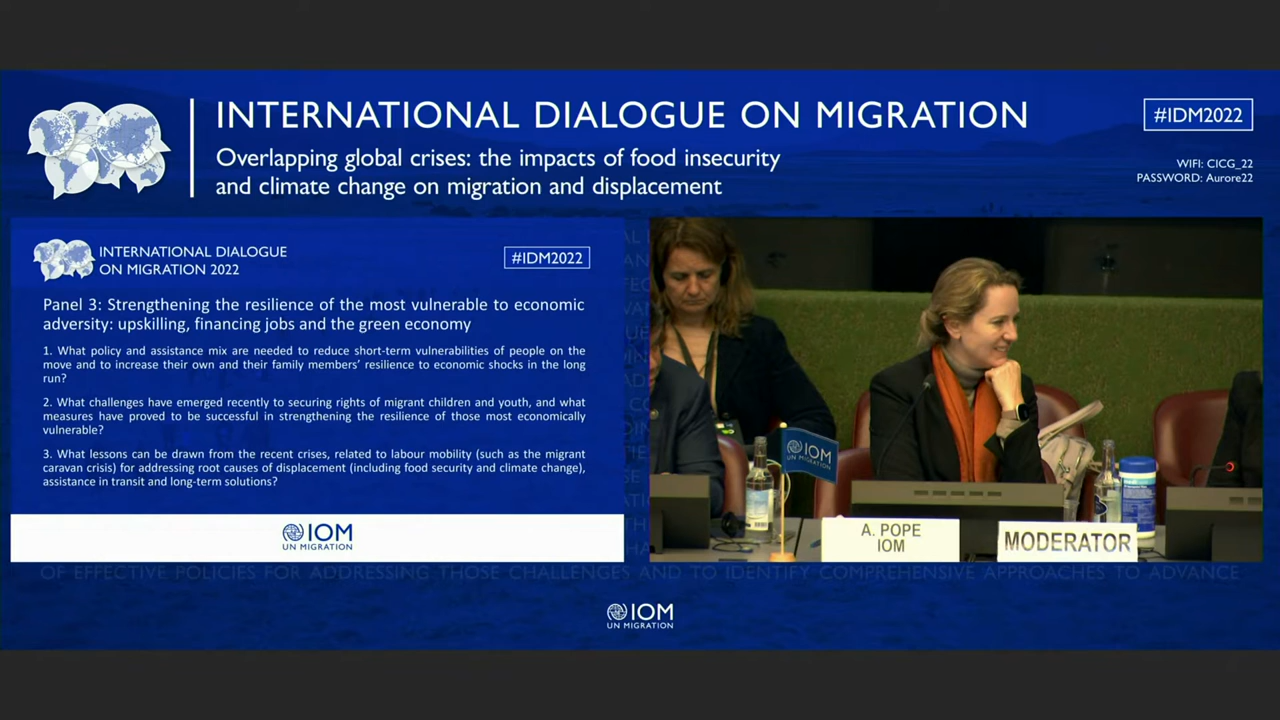 INTERNATIONAL DIALOGUE ON MIGRATION
Overlapping global crises: the impacts of food insecurity
and climate change on migration and displacement
#IDM2022
WIFI: CICG_22
PASSWORD: Aurore22
INTERNATIONAL DIALOGUE
ON MIGRATION 2022
#IDM2022
Panel 3: Strengthening the resilience of the most vulnerable to economic
adversity: upskilling, financing jobs and the green economy
1. What policy and assistance mix are needed to reduce short-term vulnerabilities of people on the
move and to increase their own and their family members' resilience to economic shocks in the long
run?
2. What challenges have emerged recently to securing rights of migrant children and youth, and what
measures have proved to be successful in strengthening the resilience of those most economically
vulnerable?
3. What lessons can be drawn from the recent crises, related to labour mobility (such as the migrant
caravan crisis) for addressing root causes of displacement (including food security and climate change),
assistance in transit and long-term solutions?
IOM
UN MIGRATION
IOM
UN MIGRATION
A. POPE
IOM
MODERATOR
OF EFFECTIVE POLICIES FOR ADDRESSING THOSE CHALLENGES AND TO IDENTIFY COMPREHENSIVE APPROACHES TO ADVANCE
IOM
UN MIGRATION